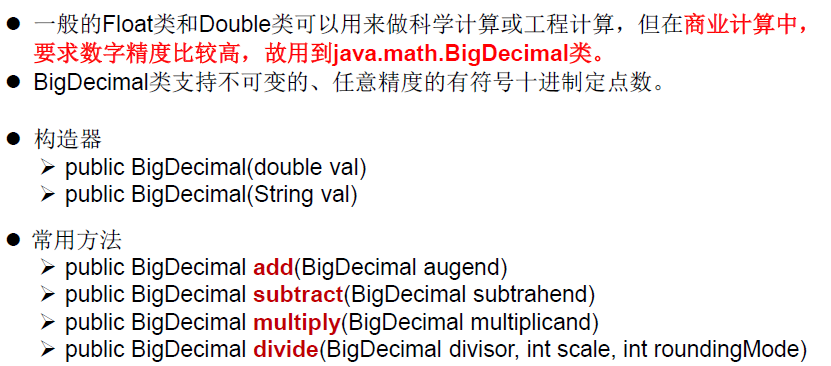 ● 一般的Float类和Double类可以用来做科学计算或工程计算，但在商业计算中，
要求数字精度比较高，故用到java.math.BigDecimal类。
● BigDecimal类支持不可变的、任意精度的有符号十进制定点数。
● 构造器
➢ public BigDecimal(double val)
➢ public BigDecimal(String val)
● 常用方法
➢ public BigDecimal add(BigDecimal augend)
➢ public BigDecimal subtract(BigDecimal subtrahend)
➢ public BigDecimal multiply(BigDecimal multiplicand)
➢ public BigDecimal divide(BigDecimal divisor, int scale, int roundingMode)